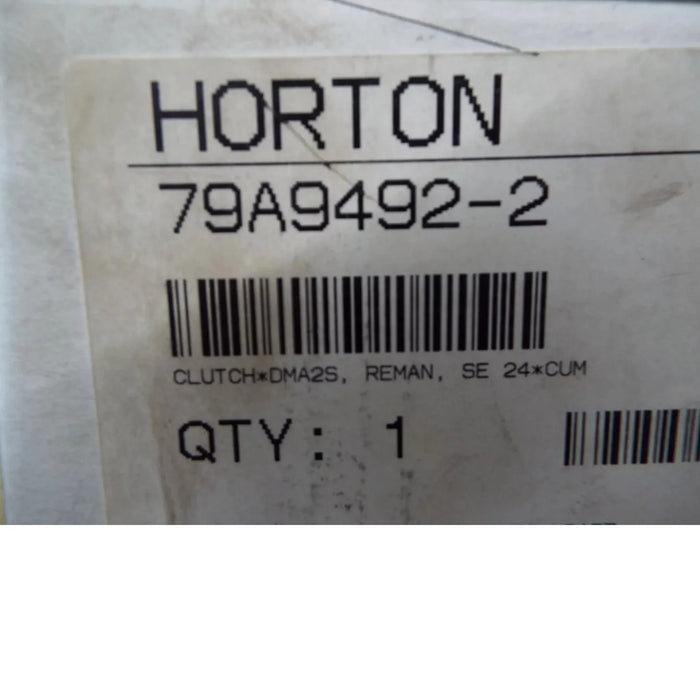 HORTON
79A9492-2
CLUTCH*DMA2S, REMAN, SE 24*CUM
QTY: 1